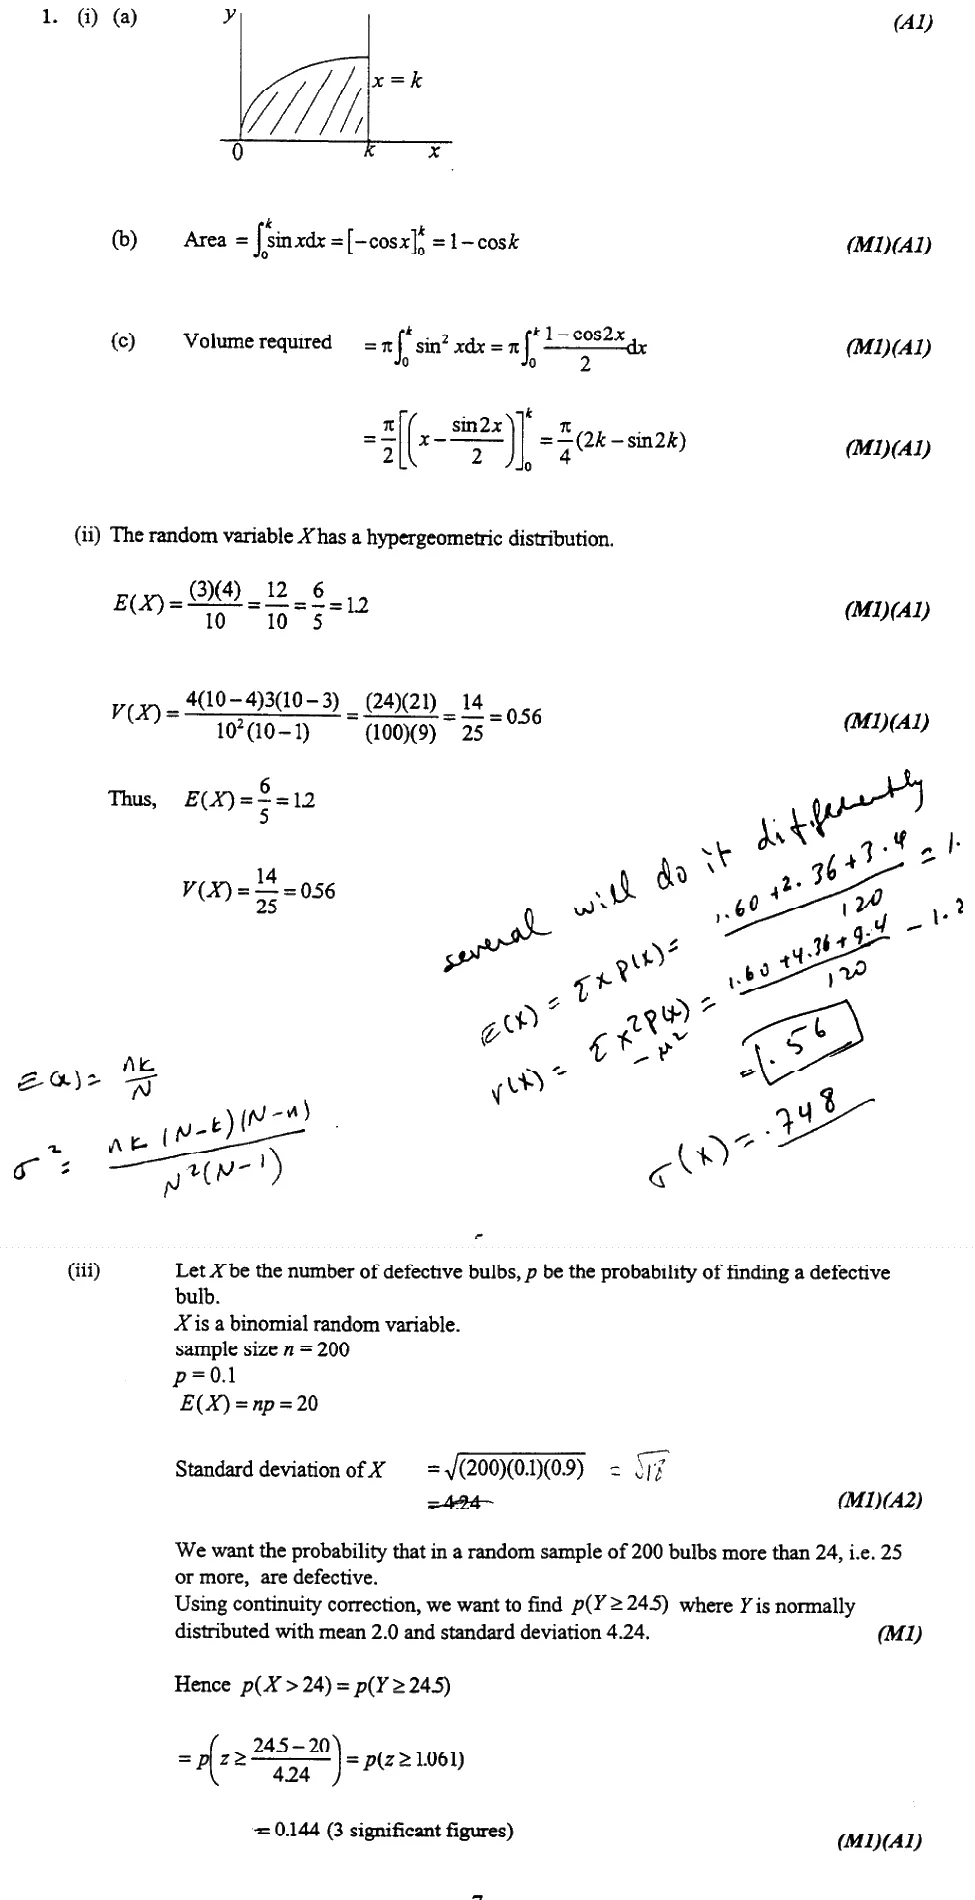 1. (i) (a) (A1)
y
x = k
0 k x
(b) Area = ∫₀ᵏ sin xdx = [−cos x]₀ᵏ = 1 − cos k (M1)(A1)
(c) Volume required = π∫₀ᵏ sin² xdx = π∫₀ᵏ (1 − cos2x)/2 dx (M1)(A1)
= π/2 [(x − sin2x/2)]₀ᵏ = π/4 (2k − sin2k) (M1)(A1)
(ii) The random variable X has a hypergeometric distribution.
E(X) = (3)(4)/10 = 12/10 = 6/5 = 1.2 (M1)(A1)
V(X) = 4(10−4)3(10−3)/10²(10−1) = (24)(21)/(100)(9) = 14/25 = 0.56 (M1)(A1)
Thus, E(X) = 6/5 = 1.2
V(X) = 14/25 = 0.56
several will do it differently
E(X) = Σ x p(x) = 1.60 + 2.36 + 3.4 / 120 = 1.
V(X) = Σ x² p(x) − μ² = 1.60 + 4.36 + 9.4 / 120 − 1.2
= 1.56
σ(X) = .748
E(x) = nk/N
σ² = nk(N−k)(N−n) / N²(N−1)
(iii) Let X be the number of defective bulbs, p be the probability of finding a defective
bulb.
X is a binomial random variable.
sample size n = 200
p = 0.1
E(X) = np = 20
Standard deviation of X = √(200)(0.1)(0.9) = √18
= 4.24 (M1)(A2)
We want the probability that in a random sample of 200 bulbs more than 24, i.e. 25
or more, are defective.
Using continuity correction, we want to find p(Y ≥ 24.5) where Y is normally
distributed with mean 2.0 and standard deviation 4.24. (M1)
Hence p(X > 24) = p(Y ≥ 24.5)
= p(z ≥ (24.5 − 20)/4.24) = p(z ≥ 1.061)
= 0.144 (3 significant figures) (M1)(A1)